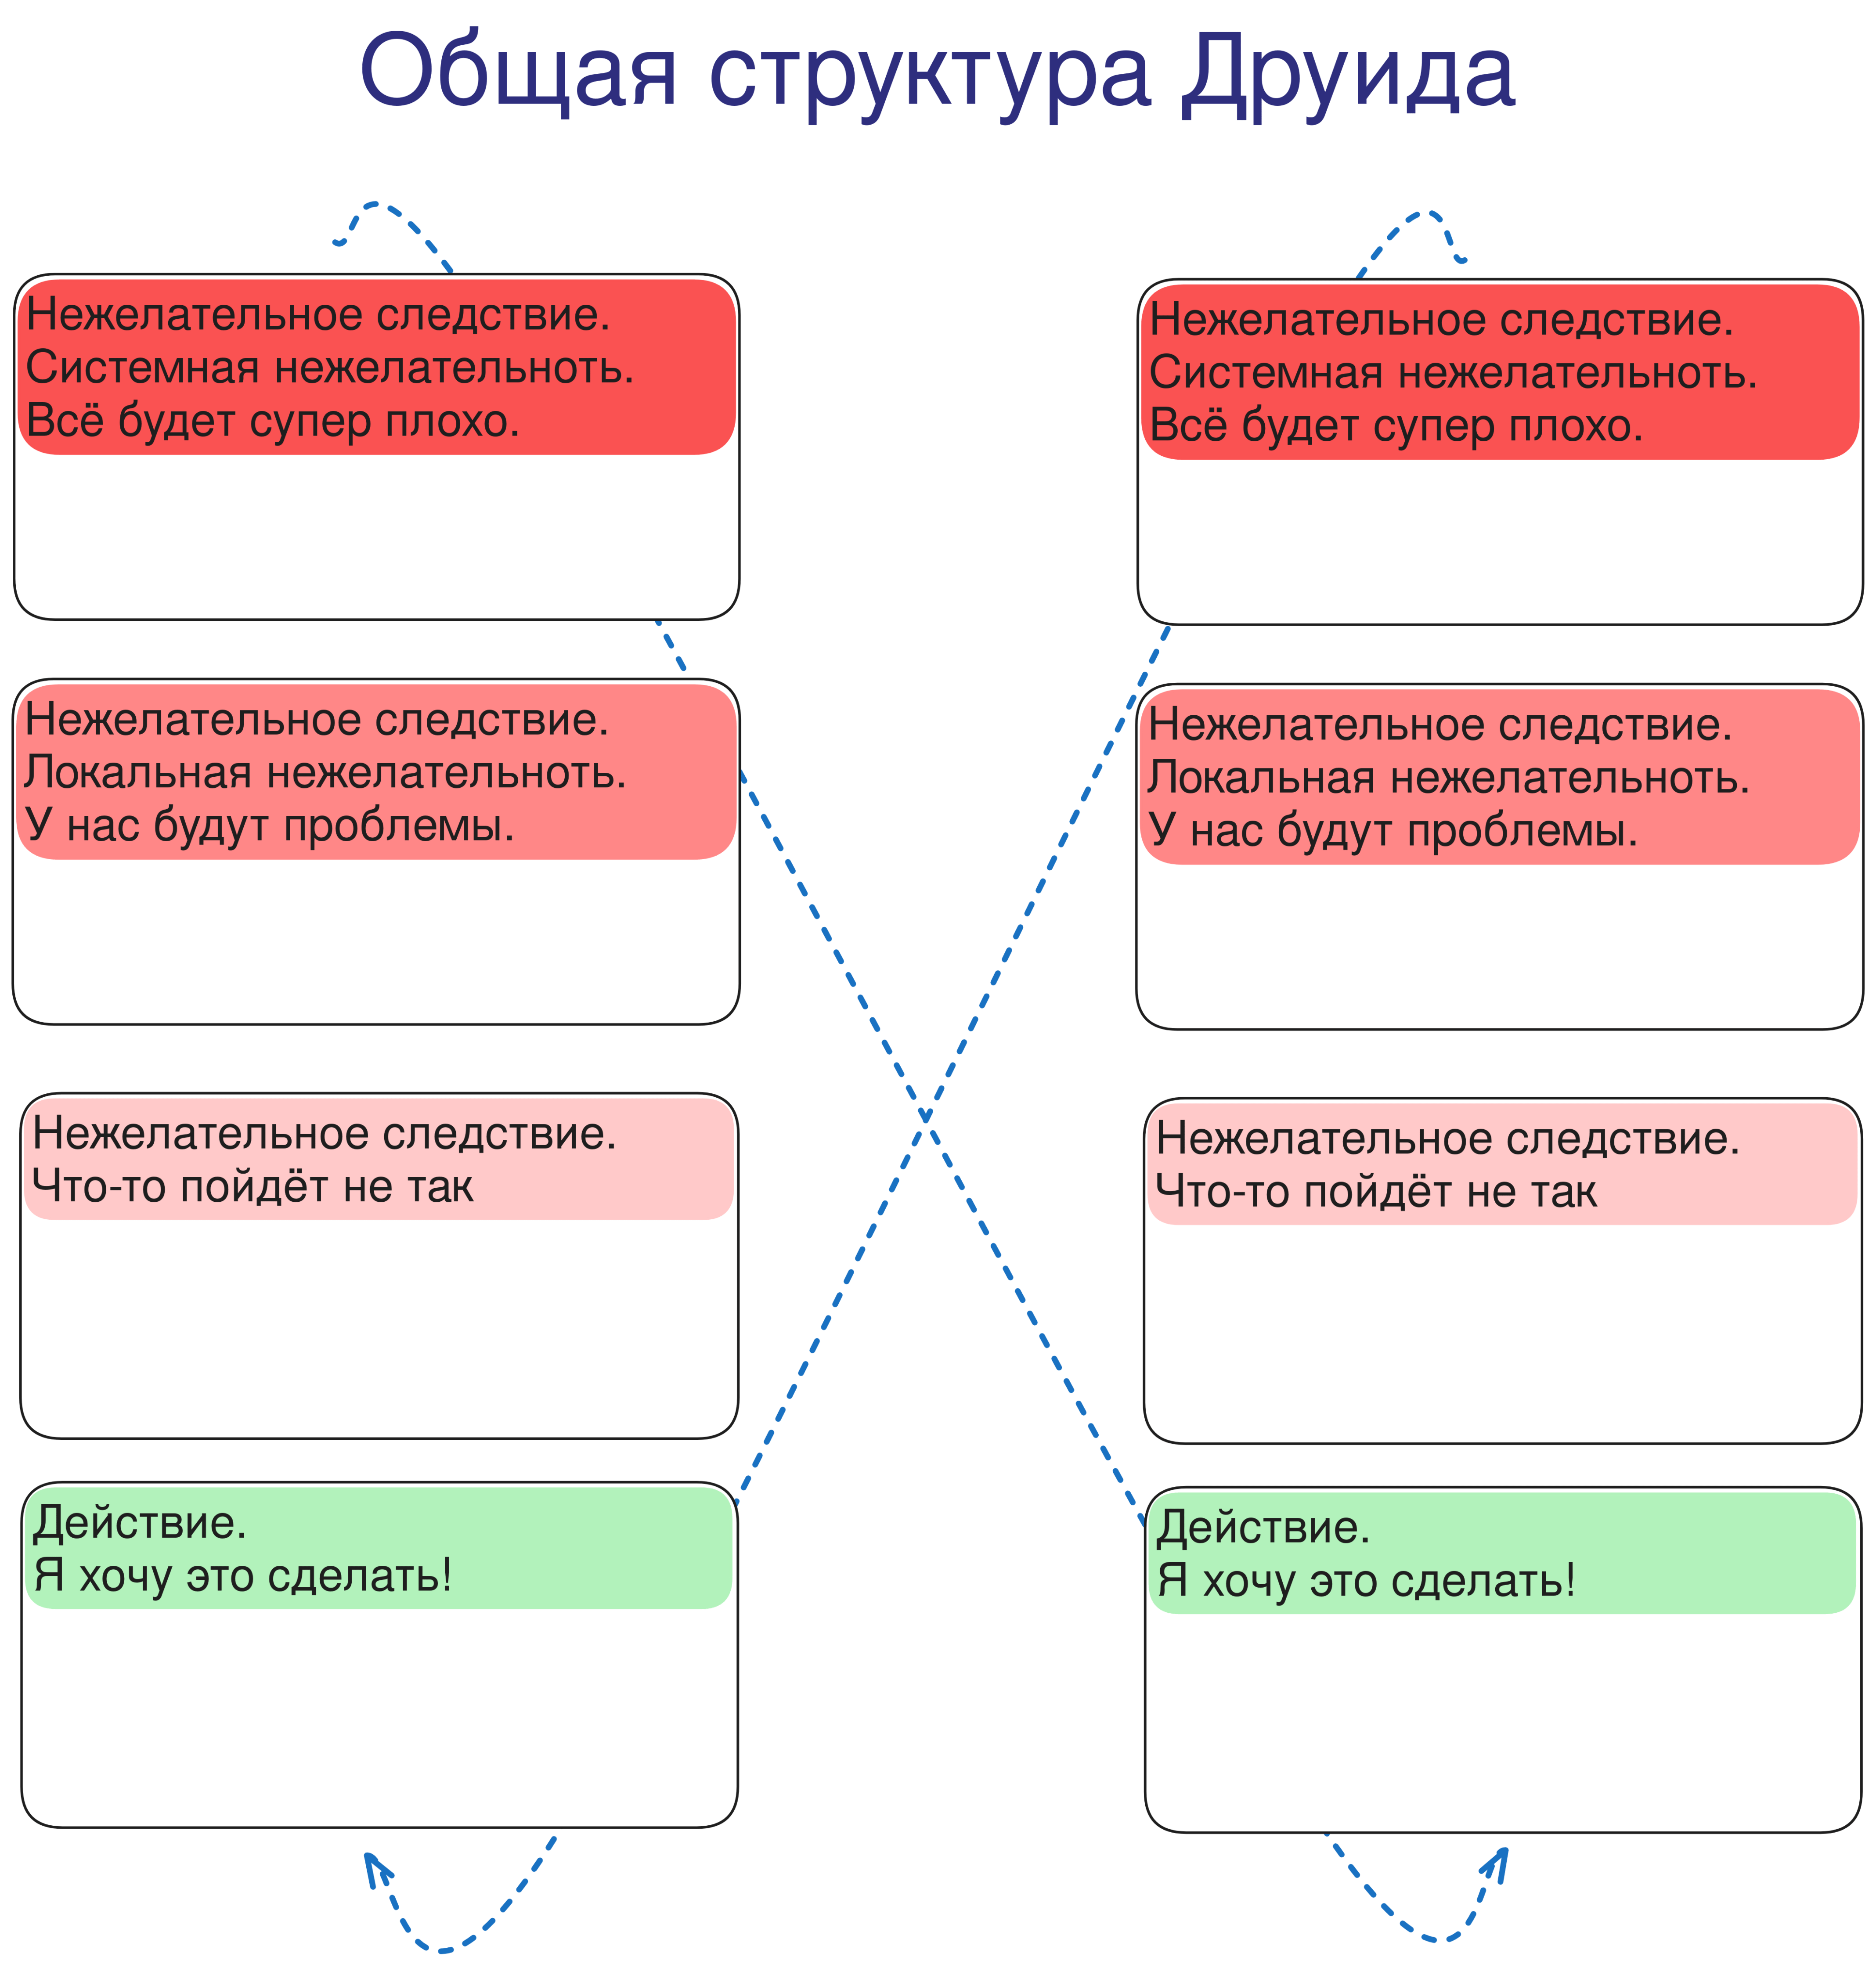 Общая структура Друида
Нежелательное следствие.
Системная нежелательноть.
Всё будет супер плохо.
Нежелательное следствие.
Системная нежелательноть.
Всё будет супер плохо.
Нежелательное следствие.
Локальная нежелательноть.
У нас будут проблемы.
Нежелательное следствие.
Локальная нежелательноть.
У нас будут проблемы.
Нежелательное следствие.
Что-то пойдёт не так
Нежелательное следствие.
Что-то пойдёт не так
Действие.
Я хочу это сделать!
Действие.
Я хочу это сделать!